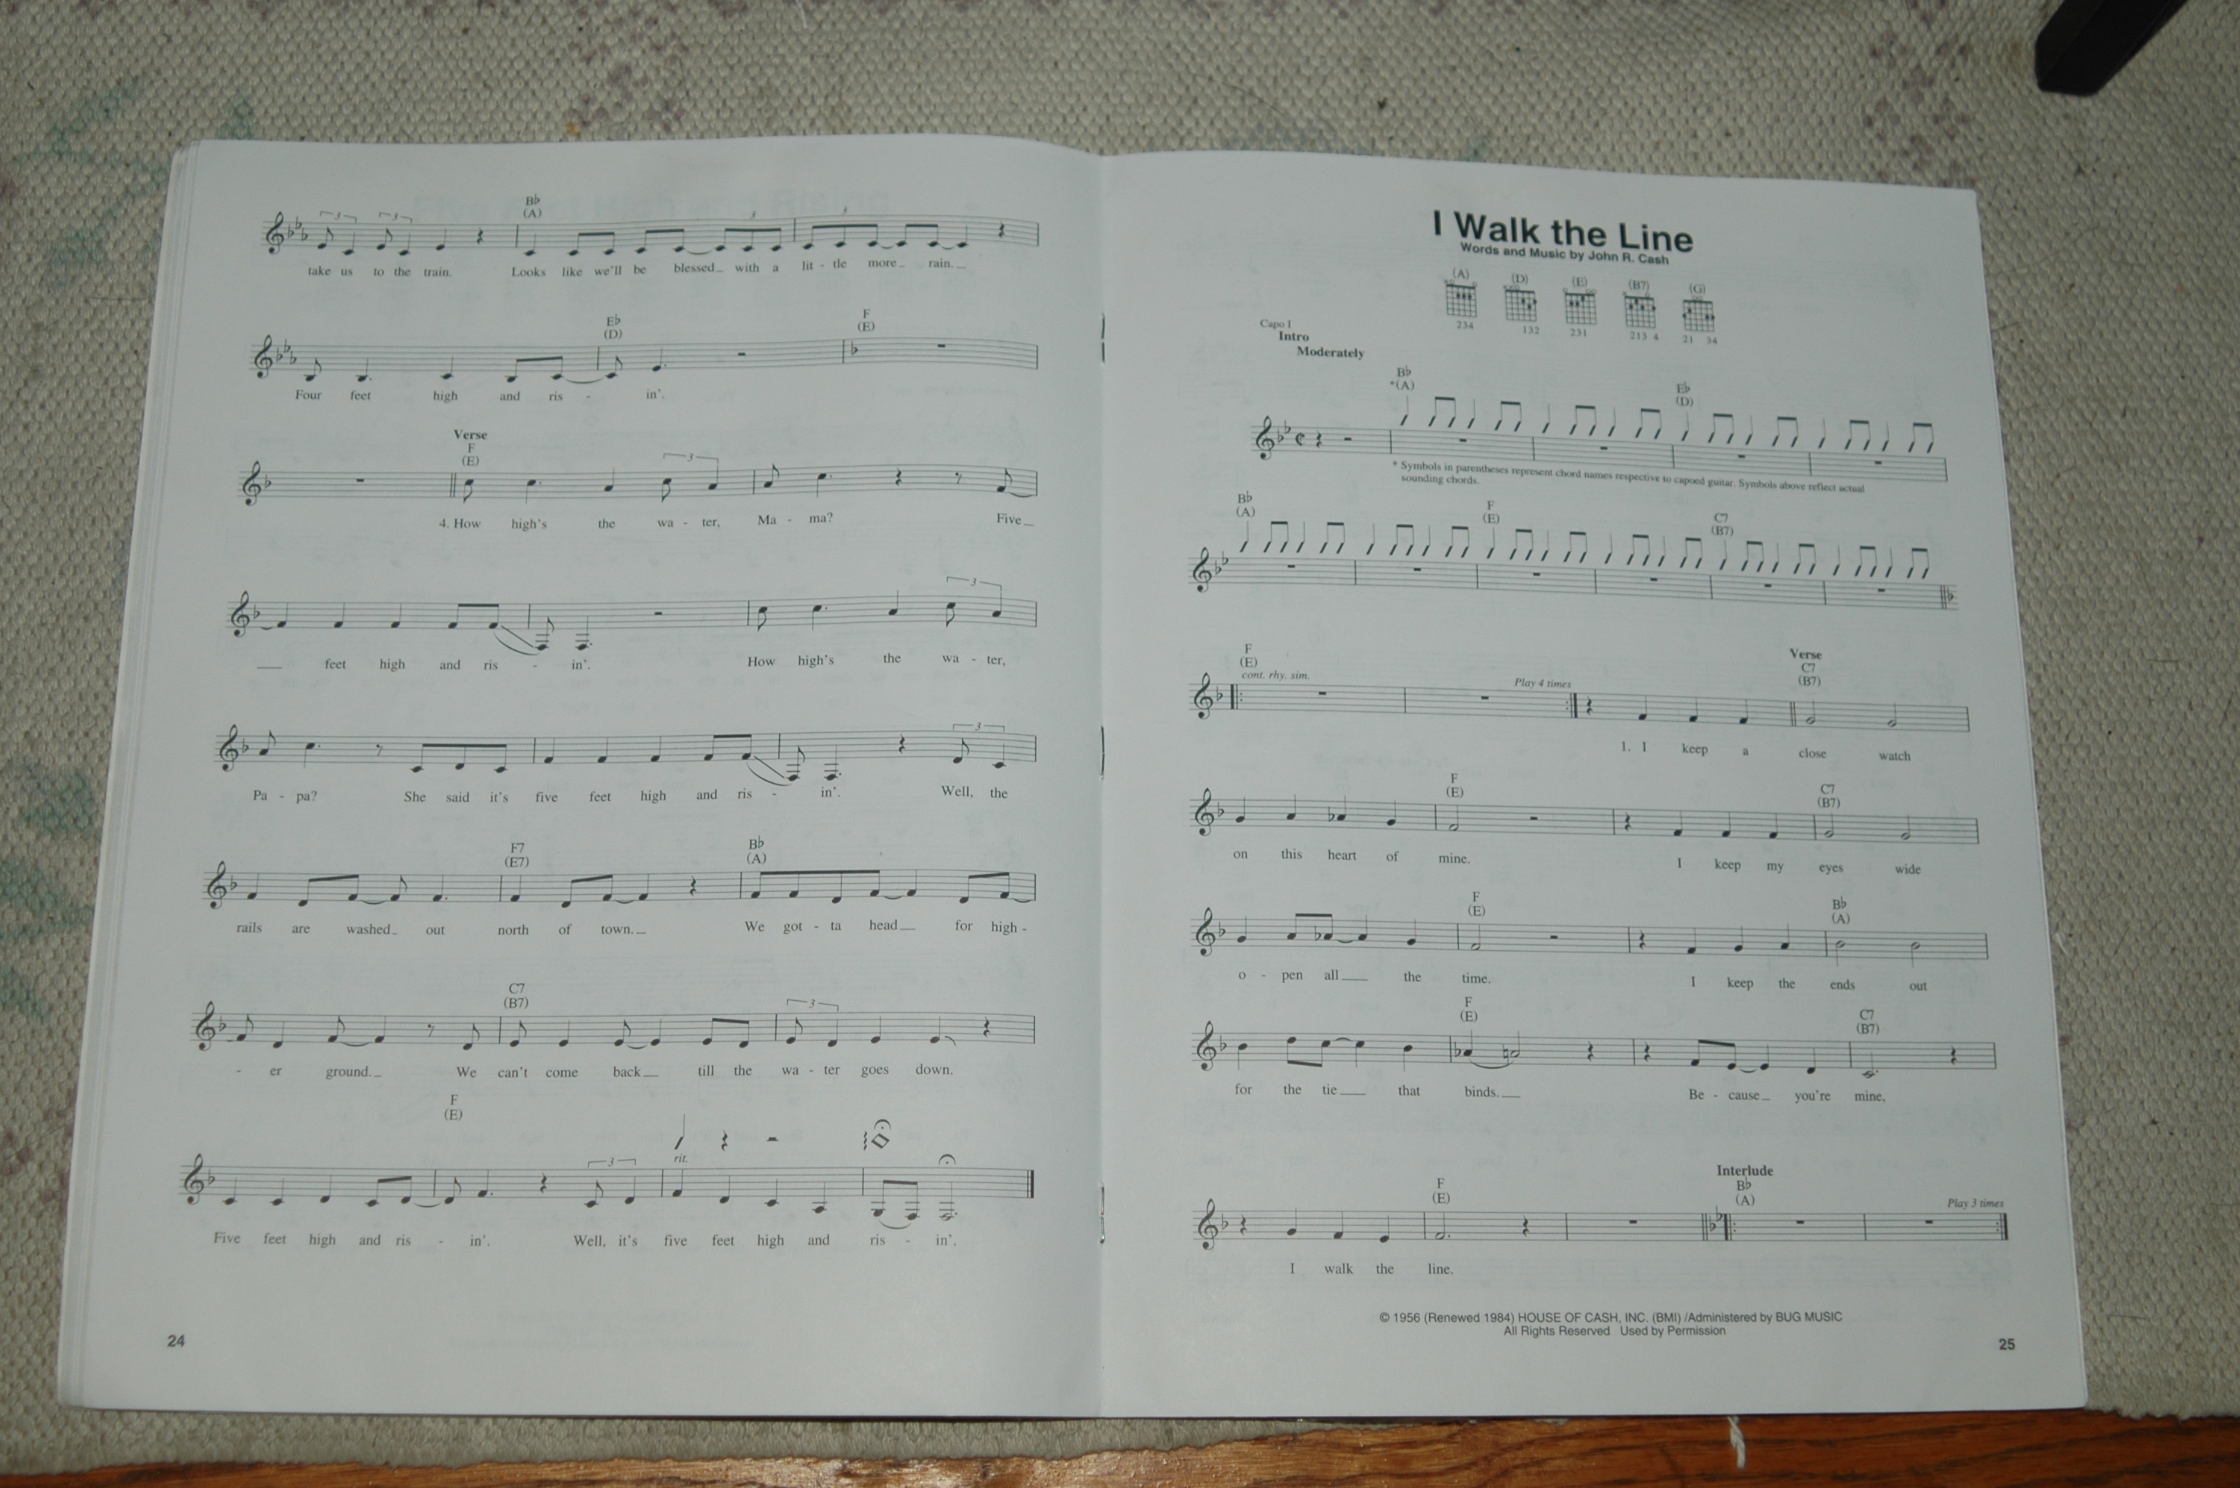 3 3 B♭ 3 3
(A)
take us to the train. Looks like we'll be blessed with a lit - tle more rain.
E♭ F
(D) (E)
Four feet high and ris - in'.
Verse
F
(E) 3
4. How high's the wa - ter, Ma - ma? Five
3
feet high and ris - in'. How high's the wa - ter,
3
Pa - pa? She said it's five feet high and ris - in'. Well, the
F7 B♭
(E7) (A)
rails are washed out north of town. We got - ta head for high -
C7
(B7) 3
- er ground. We can't come back till the wa - ter goes down.
F
(E)
3 rit.
Five feet high and ris - in'. Well, it's five feet high and ris - in'.
24
I Walk the Line
Words and Music by John R. Cash
(A) (D) (E) (B7) (G)
234 132 231 213 4 21 34
Capo I
Intro
Moderately
B♭ E♭
*(A) (D)
* Symbols in parentheses represent chord names respective to capoed guitar. Symbols above reflect actual
sounding chords.
B♭ F C7
(A) (E) (B7)
F Verse
(E) C7
cont. rhy. sim. Play 4 times (B7)
1. I keep a close watch
F C7
(E) (B7)
on this heart of mine. I keep my eyes wide
F B♭
(E) (A)
o - pen all the time. I keep the ends out
F C7
(E) (B7)
for the tie that binds. Be - cause you're mine,
Interlude
F B♭
(E) (A) Play 3 times
I walk the line.
© 1956 (Renewed 1984) HOUSE OF CASH, INC. (BMI) /Administered by BUG MUSIC
All Rights Reserved Used by Permission
25